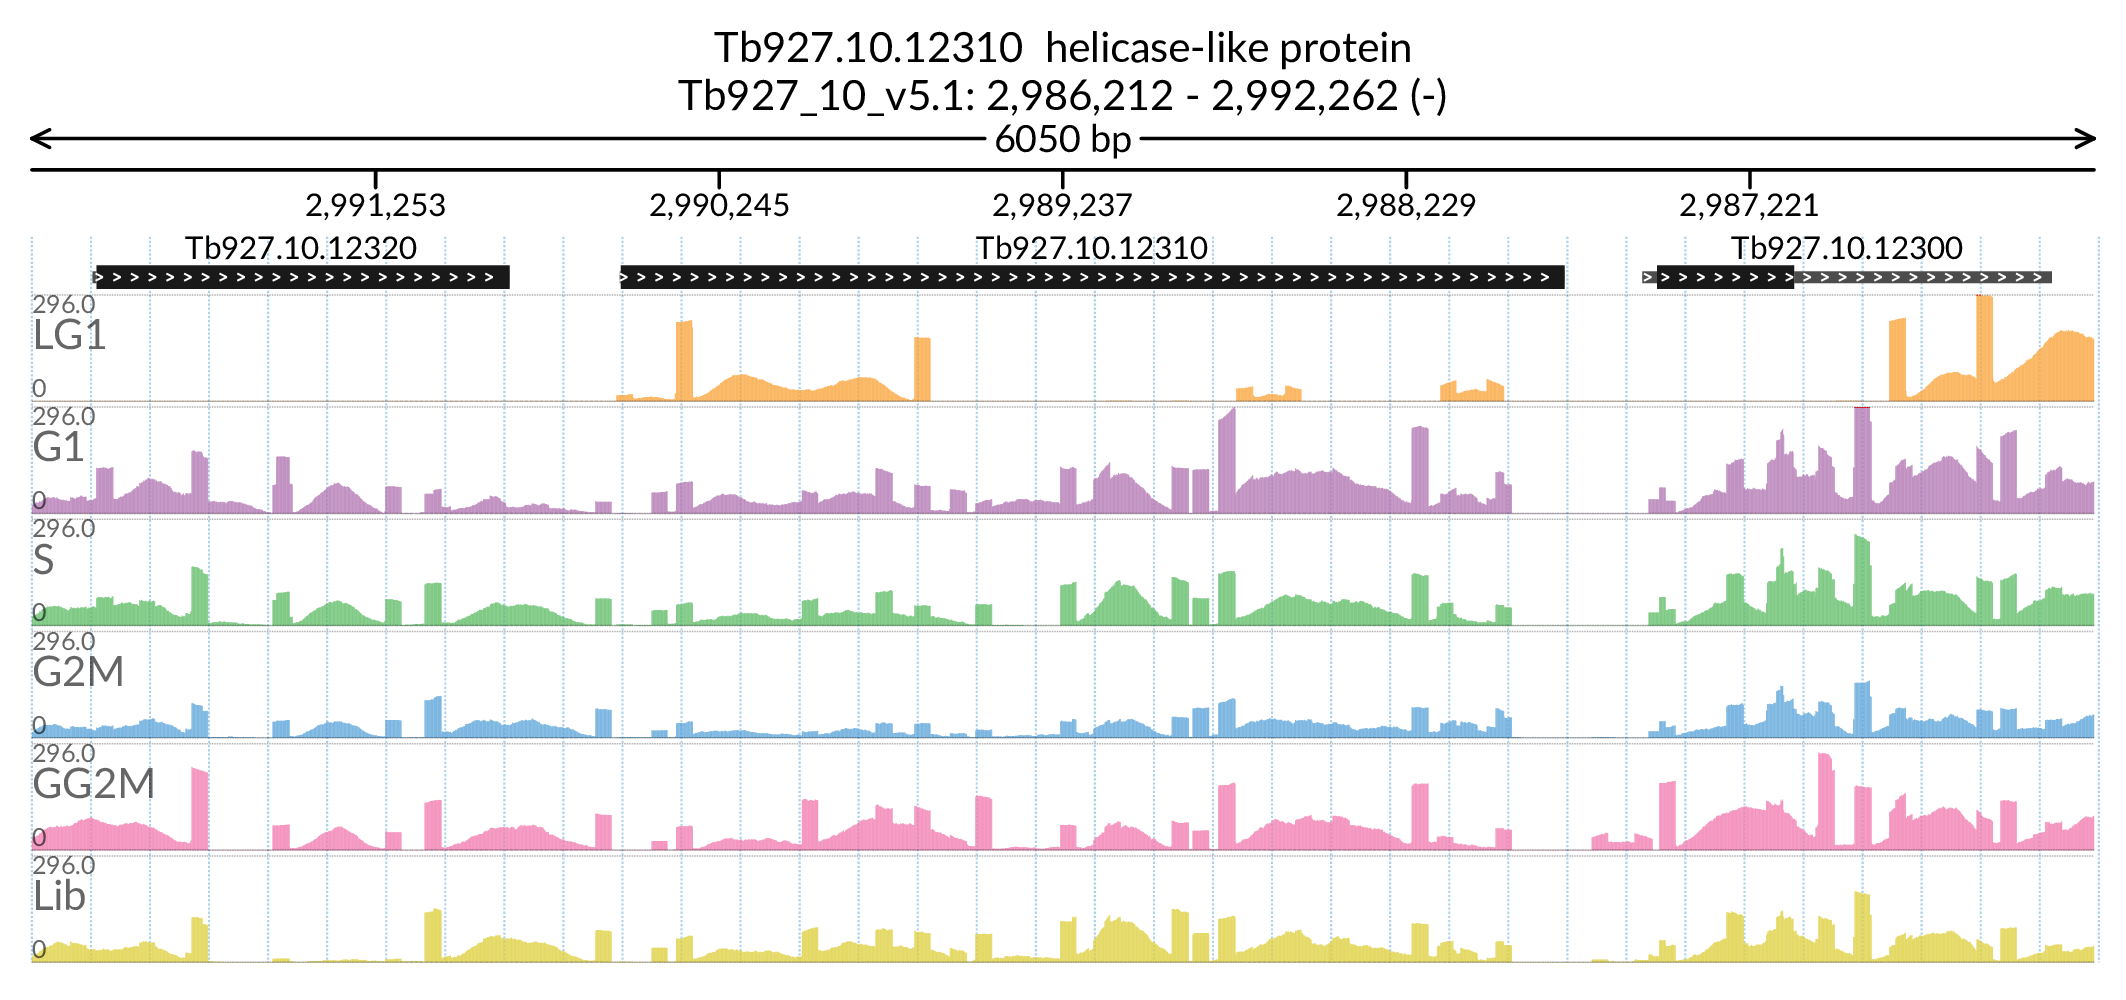 Tb927.10.12310 helicase-like protein
Tb927_10_v5.1: 2,986,212 - 2,992,262 (-)
6050 bp
2,991,253 2,990,245 2,989,237 2,988,229 2,987,221
Tb927.10.12320 Tb927.10.12310 Tb927.10.12300
296.0
LG1
0
296.0
G1
0
296.0
S
0
296.0
G2M
0
296.0
GG2M
0
296.0
Lib
0